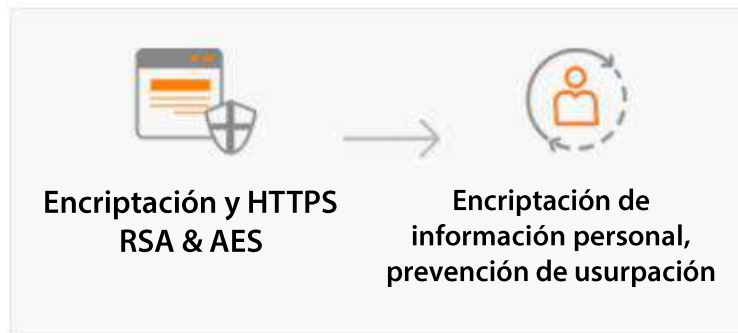 Encriptación y HTTPS
RSA & AES
Encriptación de
información personal,
prevención de usurpación